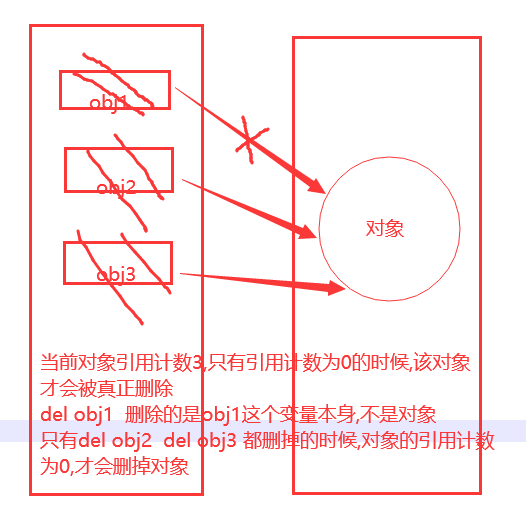 obj1
obj2
obj3
对象
当前对象引用计数3,只有引用计数为0的时候,该对象
才会被真正删除
del obj1  删除的是obj1这个变量本身,不是对象
只有del obj2  del obj3 都删掉的时候,对象的引用计数
为0,才会删掉对象